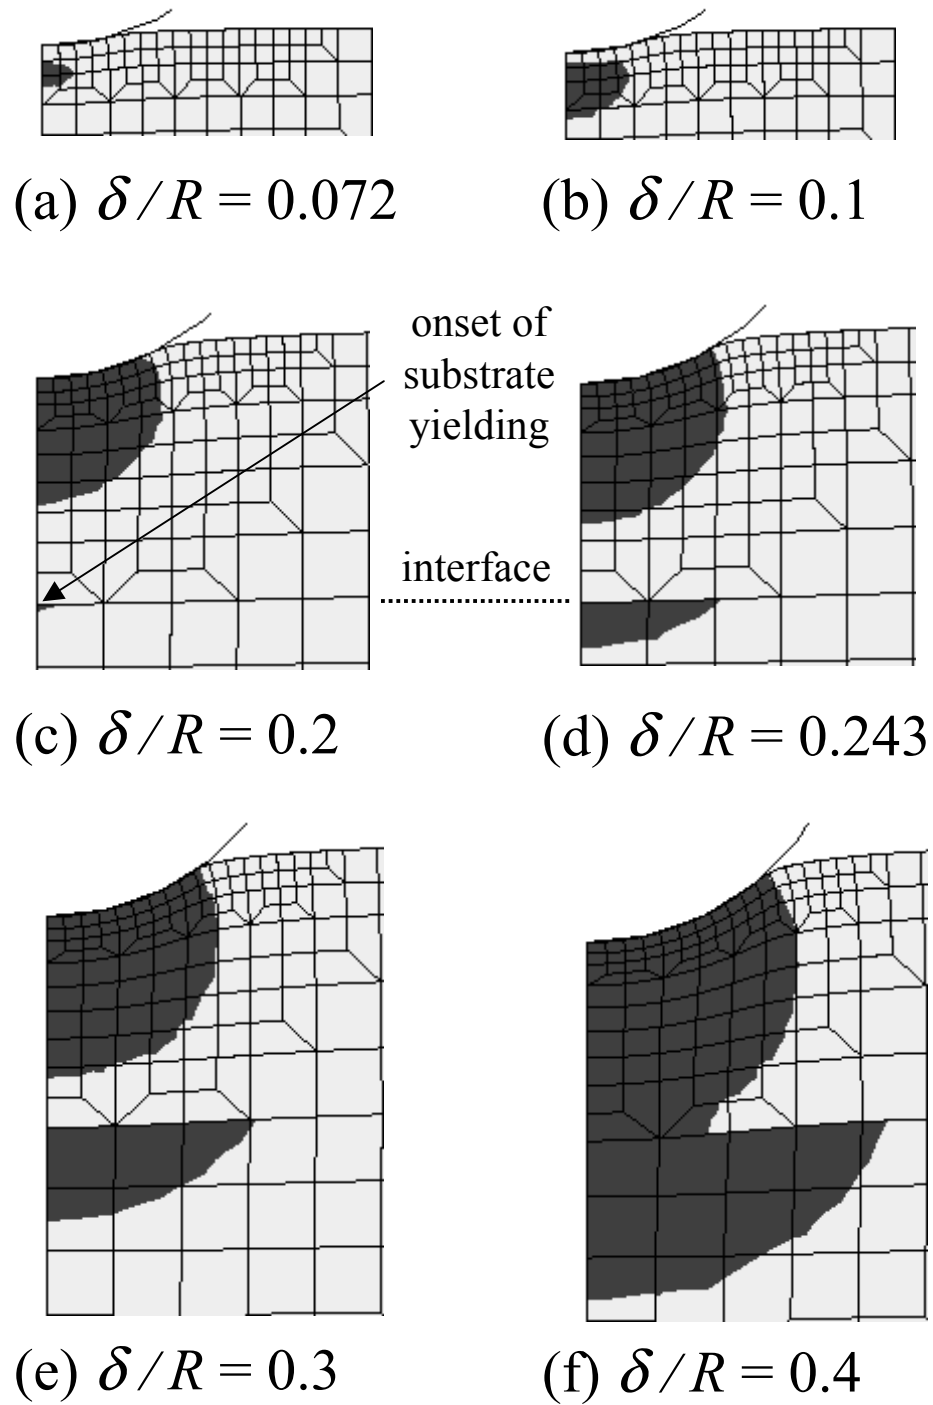 (a) δ / R = 0.072
(b) δ / R = 0.1
onset of
substrate
yielding
interface
(c) δ / R = 0.2
(d) δ / R = 0.243
(e) δ / R = 0.3
(f) δ / R = 0.4